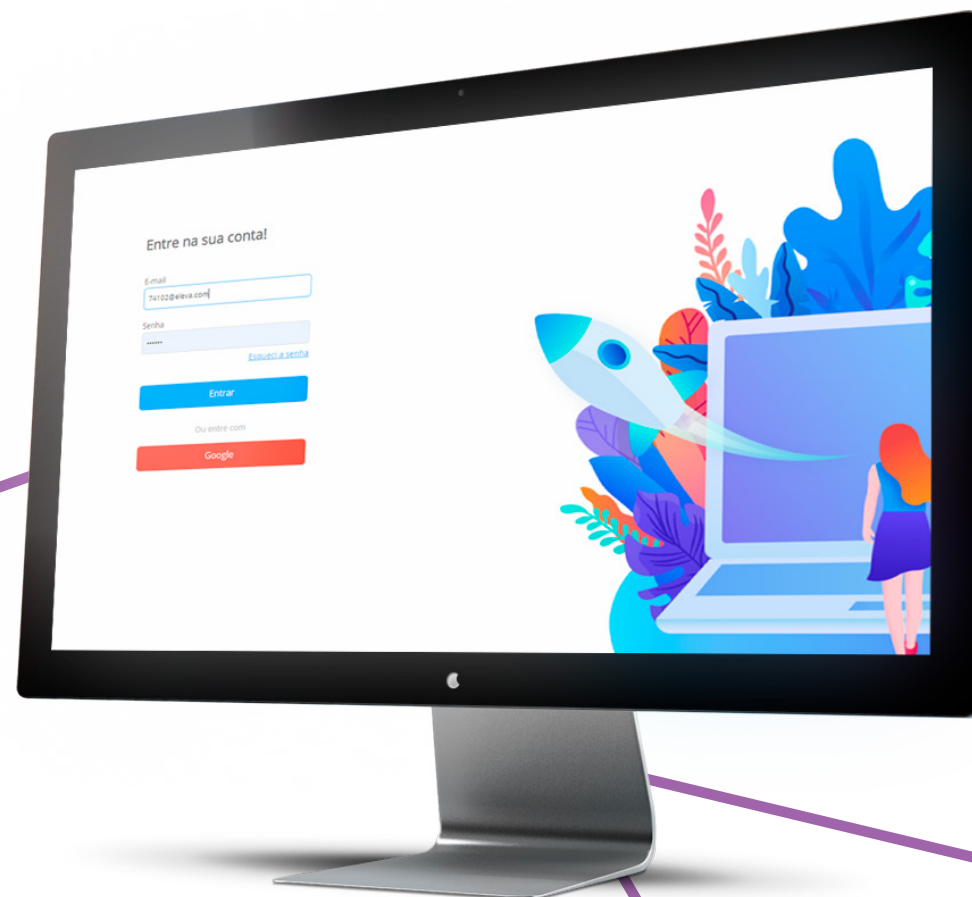 Entre na sua conta!
E-mail
74102@eleva.com
Senha
••••••
Esqueci a senha
Entrar
Ou entre com
Google